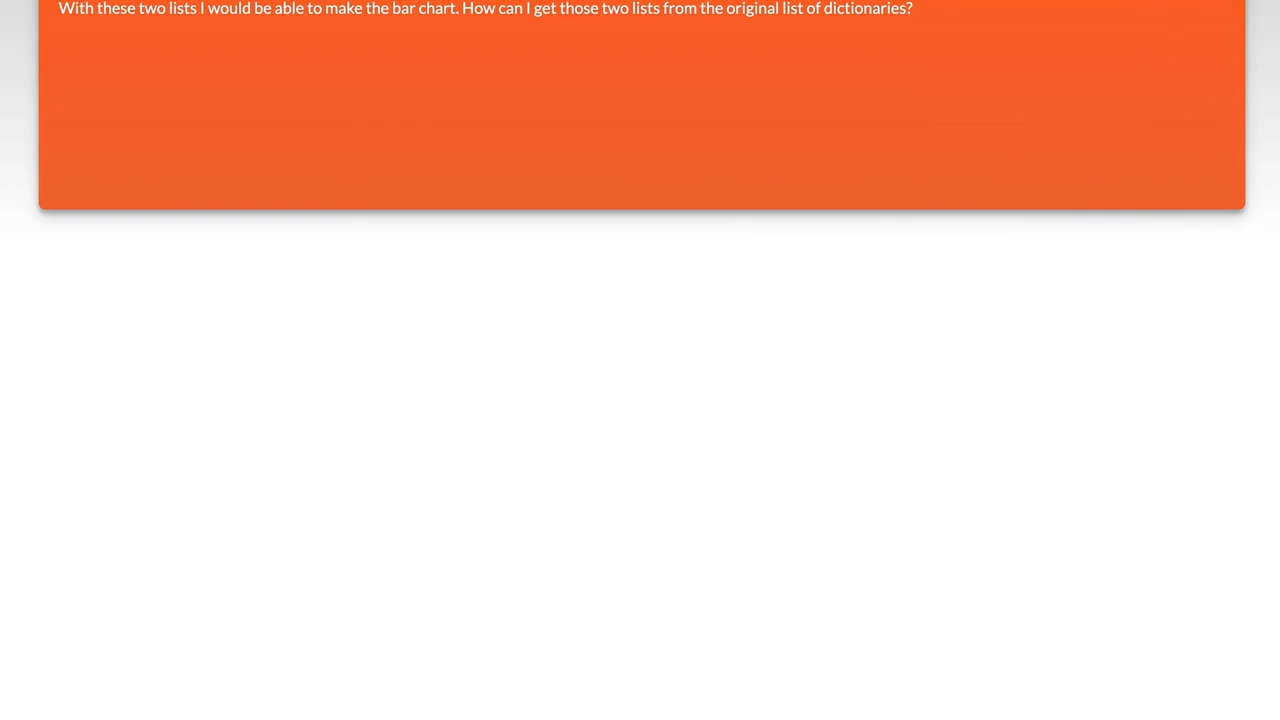 With these two lists I would be able to make the bar chart. How can I get those two lists from the original list of dictionaries?